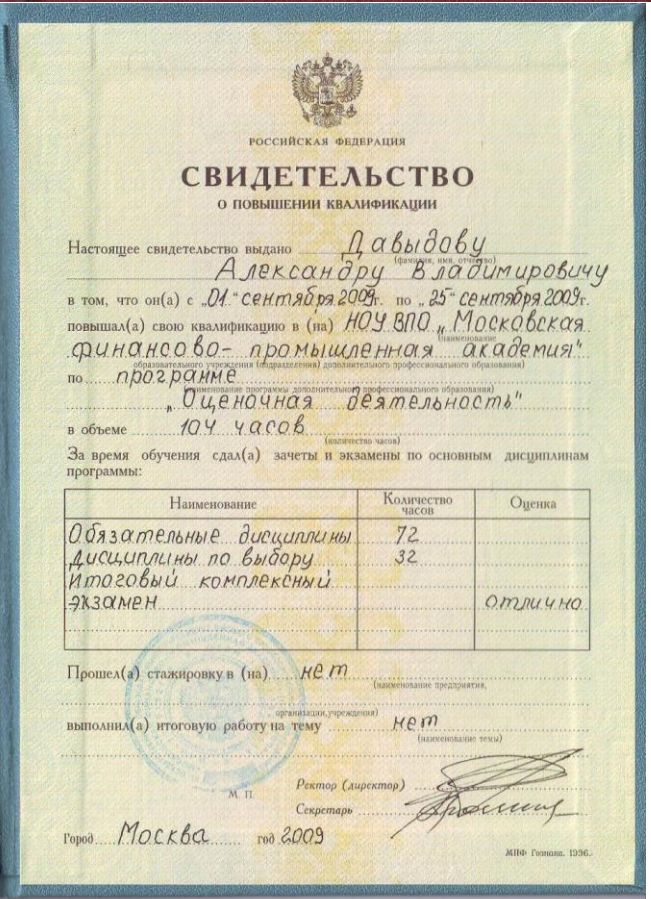 РОССИЙСКАЯ ФЕДЕРАЦИЯ
СВИДЕТЕЛЬСТВО
О ПОВЫШЕНИИ КВАЛИФИКАЦИИ
Настоящее свидетельство выдано Давыдову
(фамилия, имя, отчество)
Александру Владимировичу
в том, что он(а) с „01“ сентября 2009г. по „25“ сентября 2009г.
повышал(а) свою квалификацию в (на) НОУ ВПО „Московская
(наименование
финансово-промышленная академия"
образовательного учреждения (подразделения) дополнительного профессионального образования)
по программе
(наименование программы дополнительного профессионального образования)
„Оценочная деятельность"
в объеме 104 часов
(количество часов)
За время обучения сдал(а) зачеты и экзамены по основным дисциплинам
программы:
Наименование Количество часов Оценка
Обязательные дисциплины 72
Дисциплины по выбору 32
Итоговый комплексный
экзамен отлично
Прошел(а) стажировку в (на) нет
(наименование предприятия,
организации, учреждения)
выполнил(а) итоговую работу на тему нет
(наименование темы)
М. П. Ректор (директор)
Секретарь
Город Москва год 2009
МПФ Гознака. 1996.